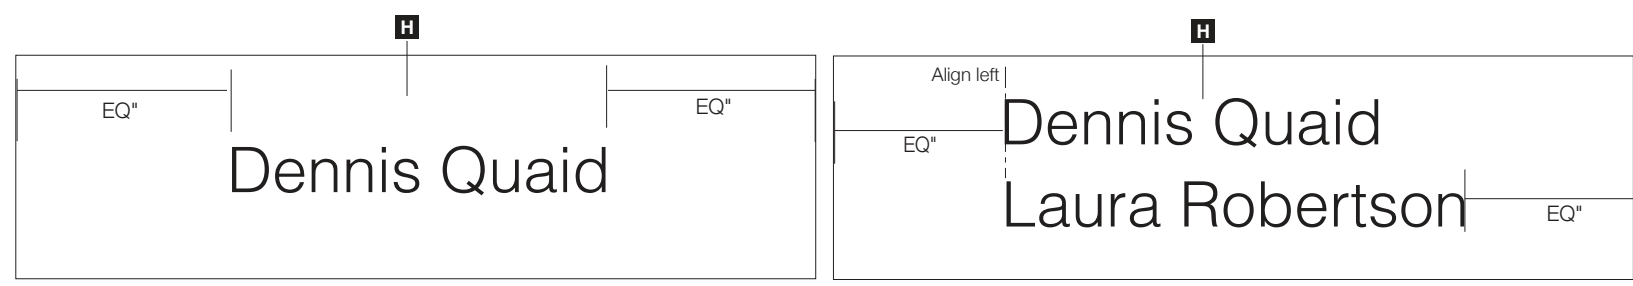 H
EQ"
EQ"
Dennis Quaid
H
Align left
Dennis Quaid
EQ"
Laura Robertson
EQ"